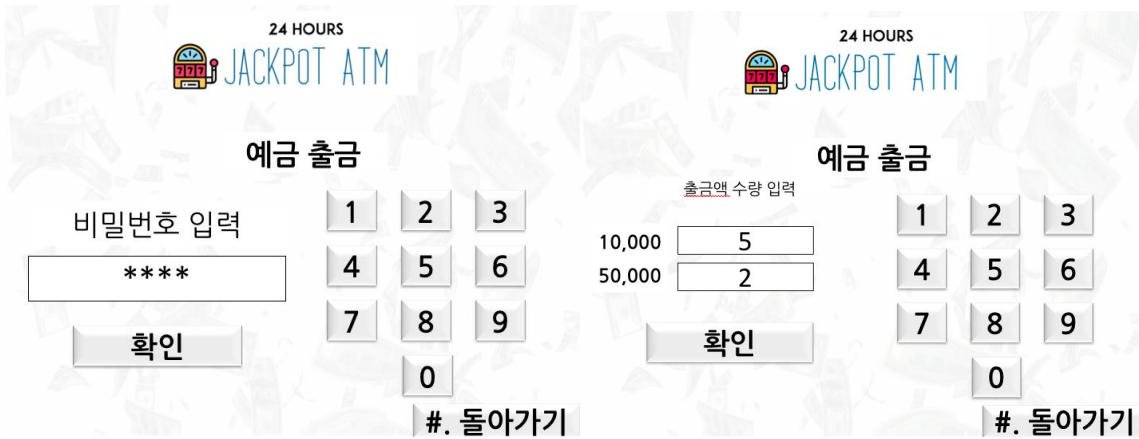 24 HOURS
JACKPOT ATM
예금 출금
비밀번호 입력
****
확인
1 2 3
4 5 6
7 8 9
0
#. 돌아가기
24 HOURS
JACKPOT ATM
예금 출금
출금액 수량 입력
10,000 5
50,000 2
확인
1 2 3
4 5 6
7 8 9
0
#. 돌아가기